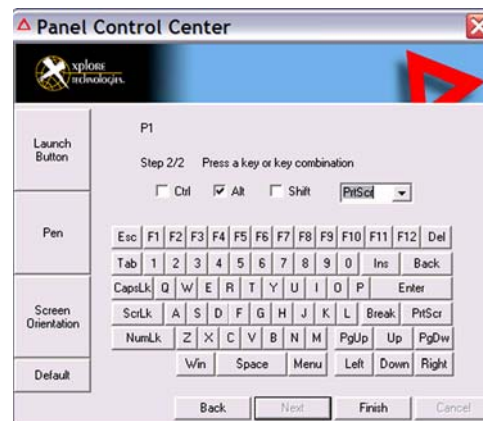 Panel Control Center
xplore
technologies.
P1
Step 2/2 Press a key or key combination
Ctrl Alt Shift PrtScr
Launch
Button
Pen
Screen
Orientation
Default
Esc F1 F2 F3 F4 F5 F6 F7 F8 F9 F10 F11 F12 Del
Tab 1 2 3 4 5 6 7 8 9 0 Ins Back
CapsLk Q W E R T Y U I O P Enter
ScrLk A S D F G H J K L Break PrtScr
NumLk Z X C V B N M PgUp Up PgDw
Win Space Menu Left Down Right
Back Next Finish Cancel